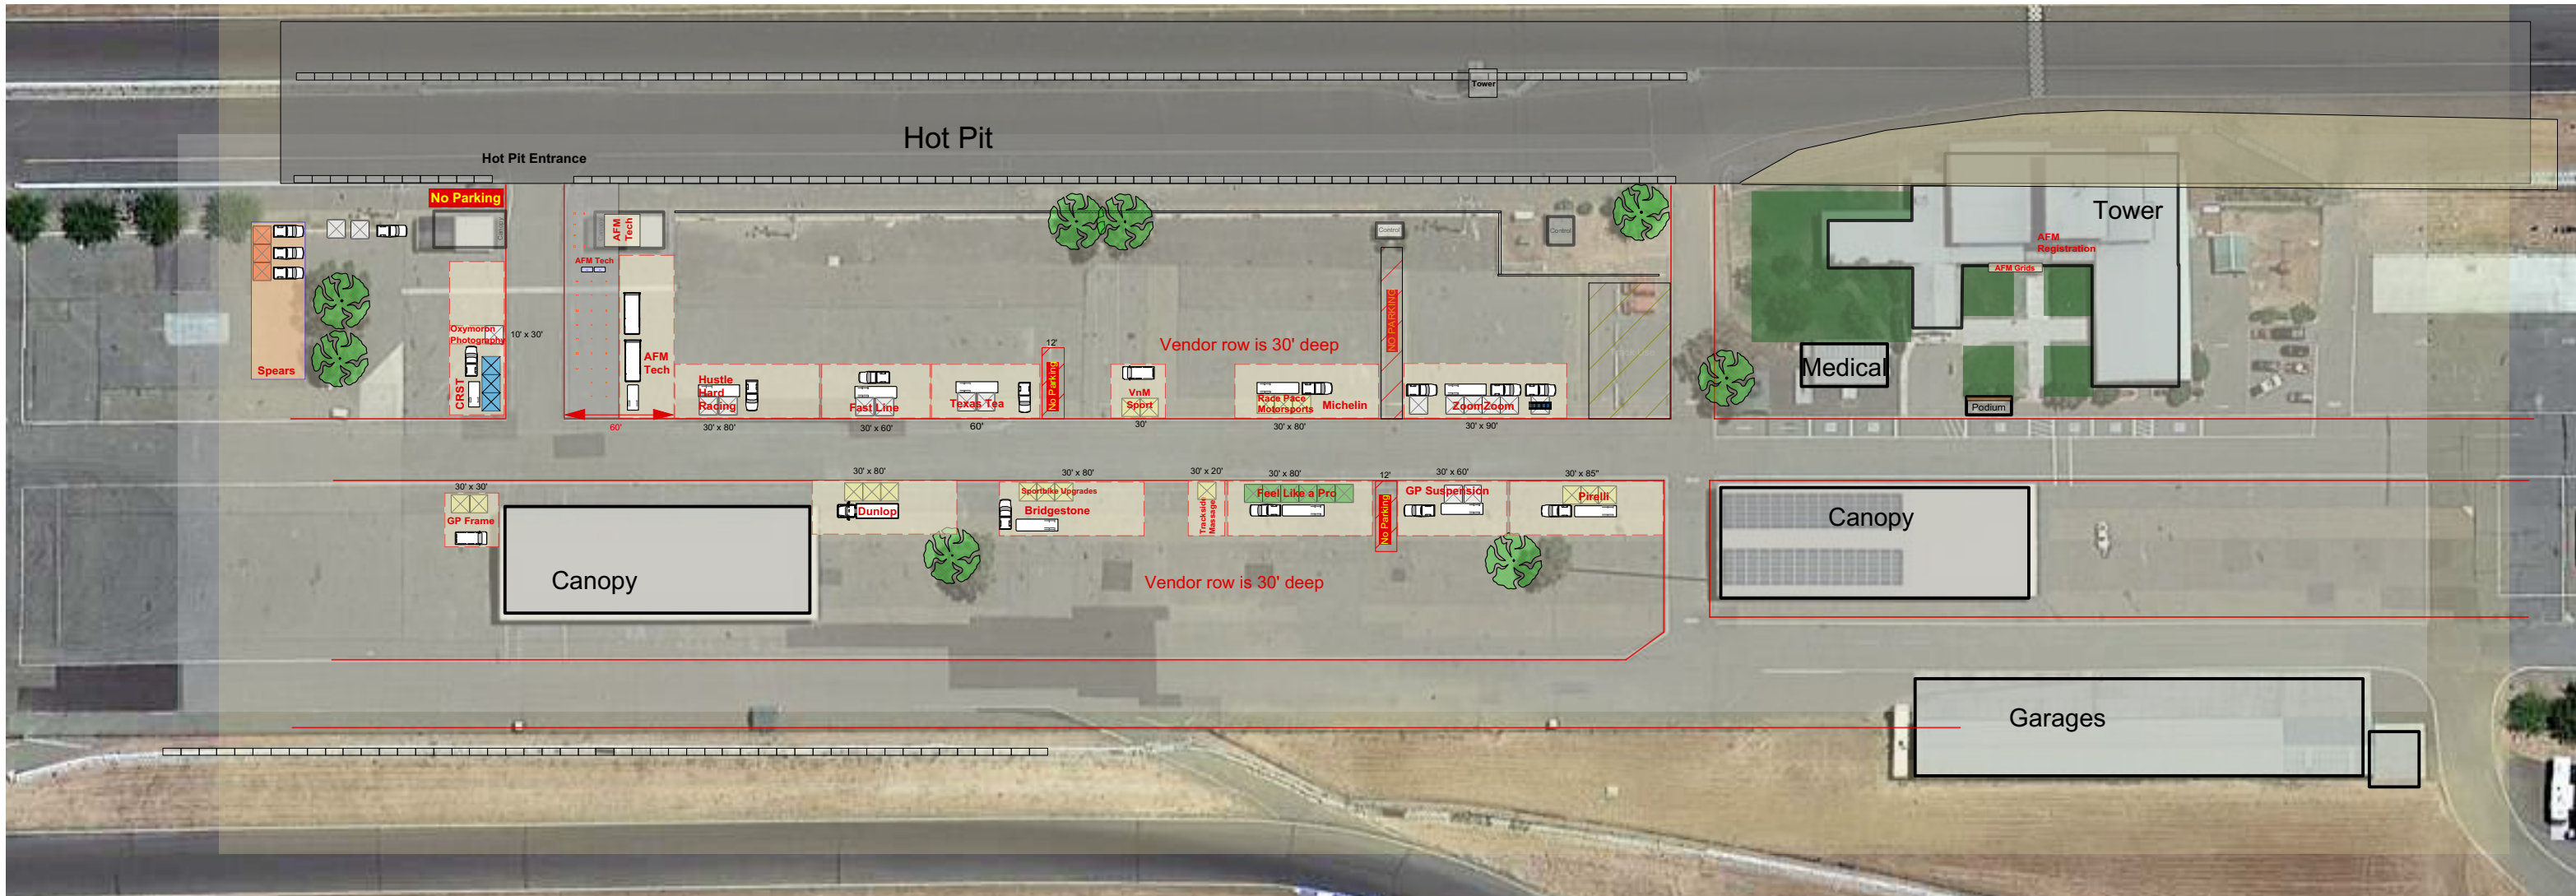 Tower
Hot Pit
Hot Pit Entrance
No Parking
Canopy
AFM
Tech
Control
Control
Tower
AFM
Registration
AFM Grids
AFM Tech
NO PARKING
Oxymoron
Photography
10' x 30'
12'
Vendor row is 30' deep
AFM
Tech
Medical
Spears
CRST
Hustle
Hard
Racing
Fast Line
Texas Tea
No Parking
VnM
Sport
Race Pace
Motorsports
Michelin
ZoomZoom
Podium
60'
30' x 80'
30' x 60'
60'
30'
30' x 80'
30' x 90'
30' x 30'
30' x 80'
30' x 80'
30' x 20'
30' x 80'
12'
30' x 60'
30' x 85"
GP Frame
Dunlop
Sportbike Upgrades
Bridgestone
Trackside
Massage
Feel Like a Pro
No Parking
GP Suspension
Pirelli
Canopy
Canopy
Vendor row is 30' deep
Garages